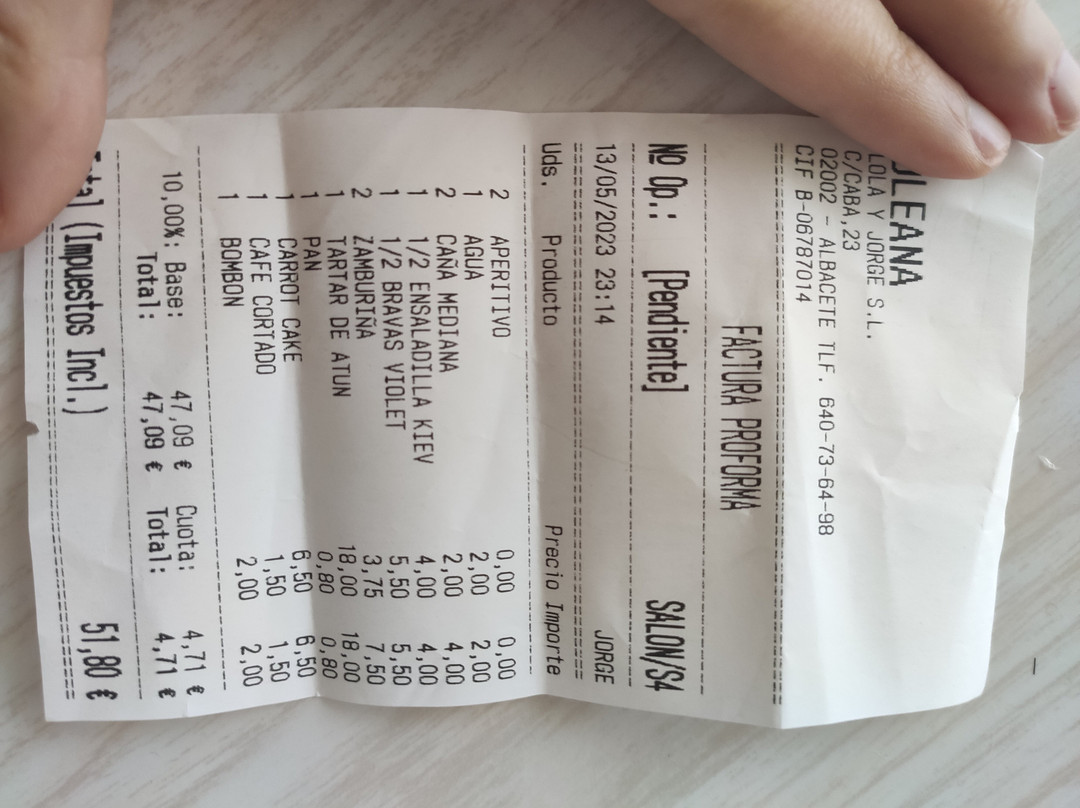 LOLA Y JORGE S.L.
C/CABA,23
02002 - ALBACETE TLF. 640-73-64-98
CIF B-06787014
FACTURA PROFORMA
Nº Op.: [Pendiente] SALON/S4
13/05/2023 23:14 JORGE
Uds. Producto Precio Importe
2 APERITIVO 0,00 0,00
1 AGUA 2,00 2,00
2 CAÑA MEDIANA 2,00 4,00
1 1/2 ENSALADILLA KIEV 4,00 4,00
1 1/2 BRAVAS VIOLET 5,50 5,50
2 ZAMBURIÑA 3,75 7,50
1 TARTAR DE ATUN 18,00 18,00
1 PAN 0,80 0,80
1 CARROT CAKE 6,50 6,50
1 CAFE CORTADO 1,50 1,50
1 BOMBON 2,00 2,00
10,00%: Base: 47,09 € Cuota: 4,71 €
Total: 47,09 € Total: 4,71 €
Total (Impuestos Incl.) 51,80 €